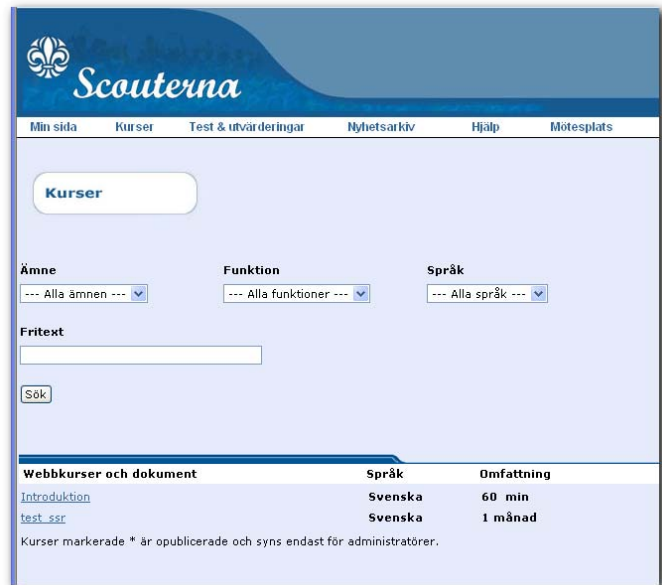 Scouterna
Min sida Kurser Test & utvärderingar Nyhetsarkiv Hjälp Mötesplats
Kurser
Ämne Funktion Språk
--- Alla ämnen --- --- Alla funktioner --- --- Alla språk ---
Fritext
Sök
Webbkurser och dokument Språk Omfattning
Introduktion Svenska 60 min
test ssr Svenska 1 månad
Kurser markerade * är opublicerade och syns endast för administratörer.